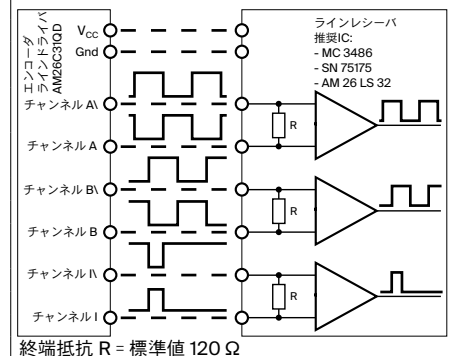 エンコーダ
ラインドライバ
AM26C31QD
VCC
Gnd
チャンネル A\
チャンネル A
チャンネル B\
チャンネル B
チャンネル I\
チャンネル I
ラインレシーバ
推奨IC:
- MC 3486
- SN 75175
- AM 26 LS 32
R
R
R
終端抵抗 R = 標準値 120 Ω